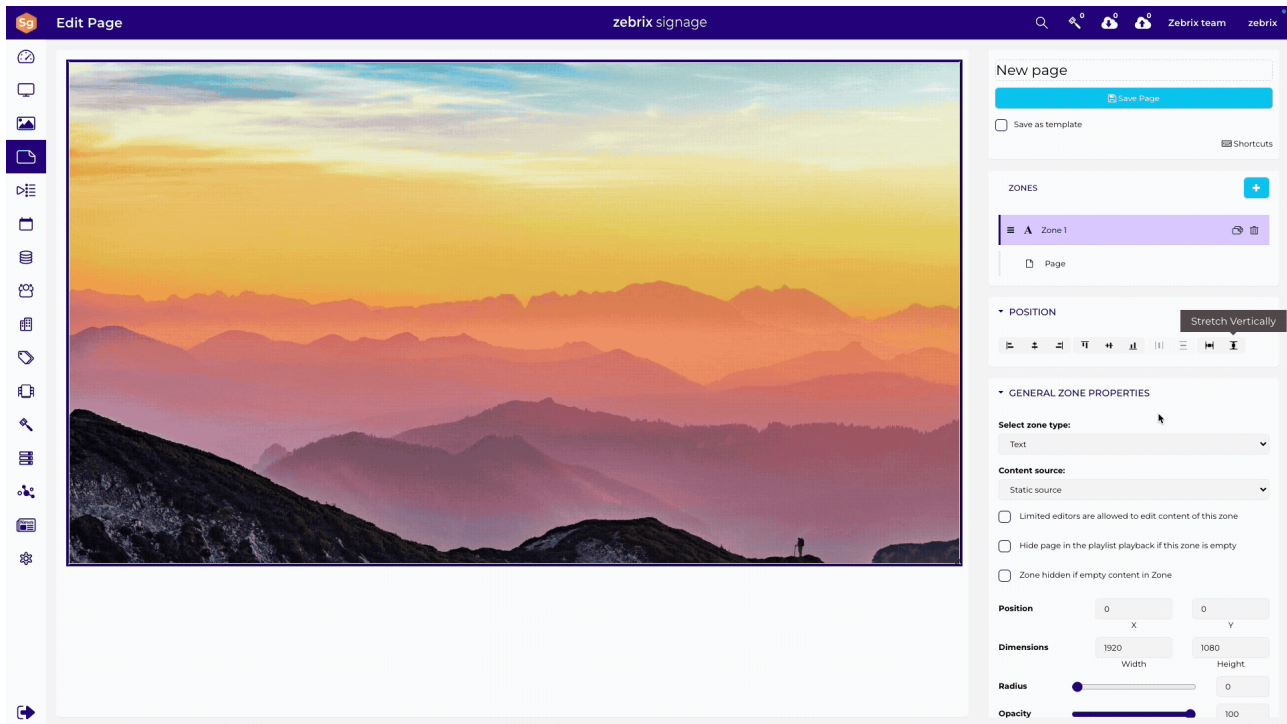 Sg
Edit Page
zebrix signage
0
0
0
Zebrix team
zebrix
New page
Save Page
Save as template
Shortcuts
ZONES
+
A Zone 1
Page
POSITION
Stretch Vertically
GENERAL ZONE PROPERTIES
Select zone type:
Text
Content source:
Static source
Limited editors are allowed to edit content of this zone
Hide page in the playlist playback if this zone is empty
Zone hidden if empty content in Zone
Position 0 0
X Y
Dimensions 1920 1080
Width Height
Radius 0
Opacity 100